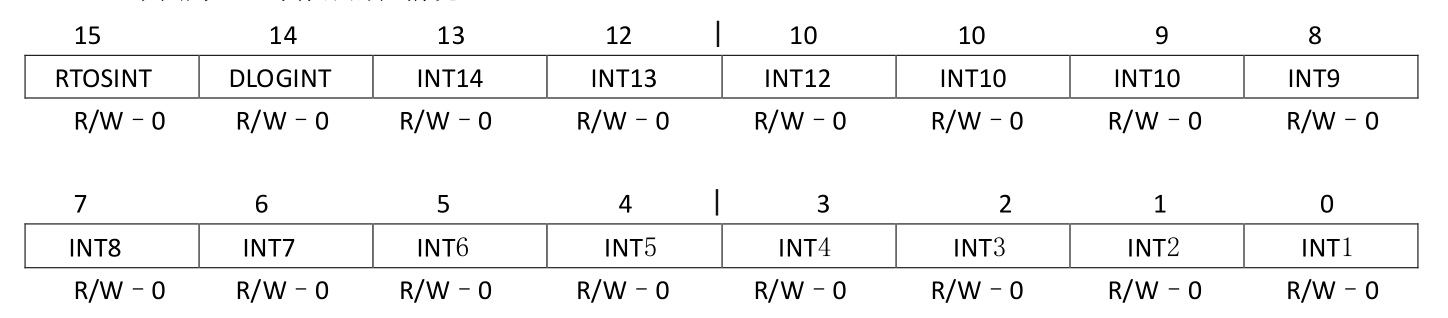 15 14 13 12 | 10 10 9 8
RTOSINT DLOGINT INT14 INT13 INT12 INT10 INT10 INT9
R/W – 0 R/W – 0 R/W – 0 R/W – 0 R/W – 0 R/W – 0 R/W – 0 R/W – 0
7 6 5 4 | 3 2 1 0
INT8 INT7 INT6 INT5 INT4 INT3 INT2 INT1
R/W – 0 R/W – 0 R/W – 0 R/W – 0 R/W – 0 R/W – 0 R/W – 0 R/W – 0